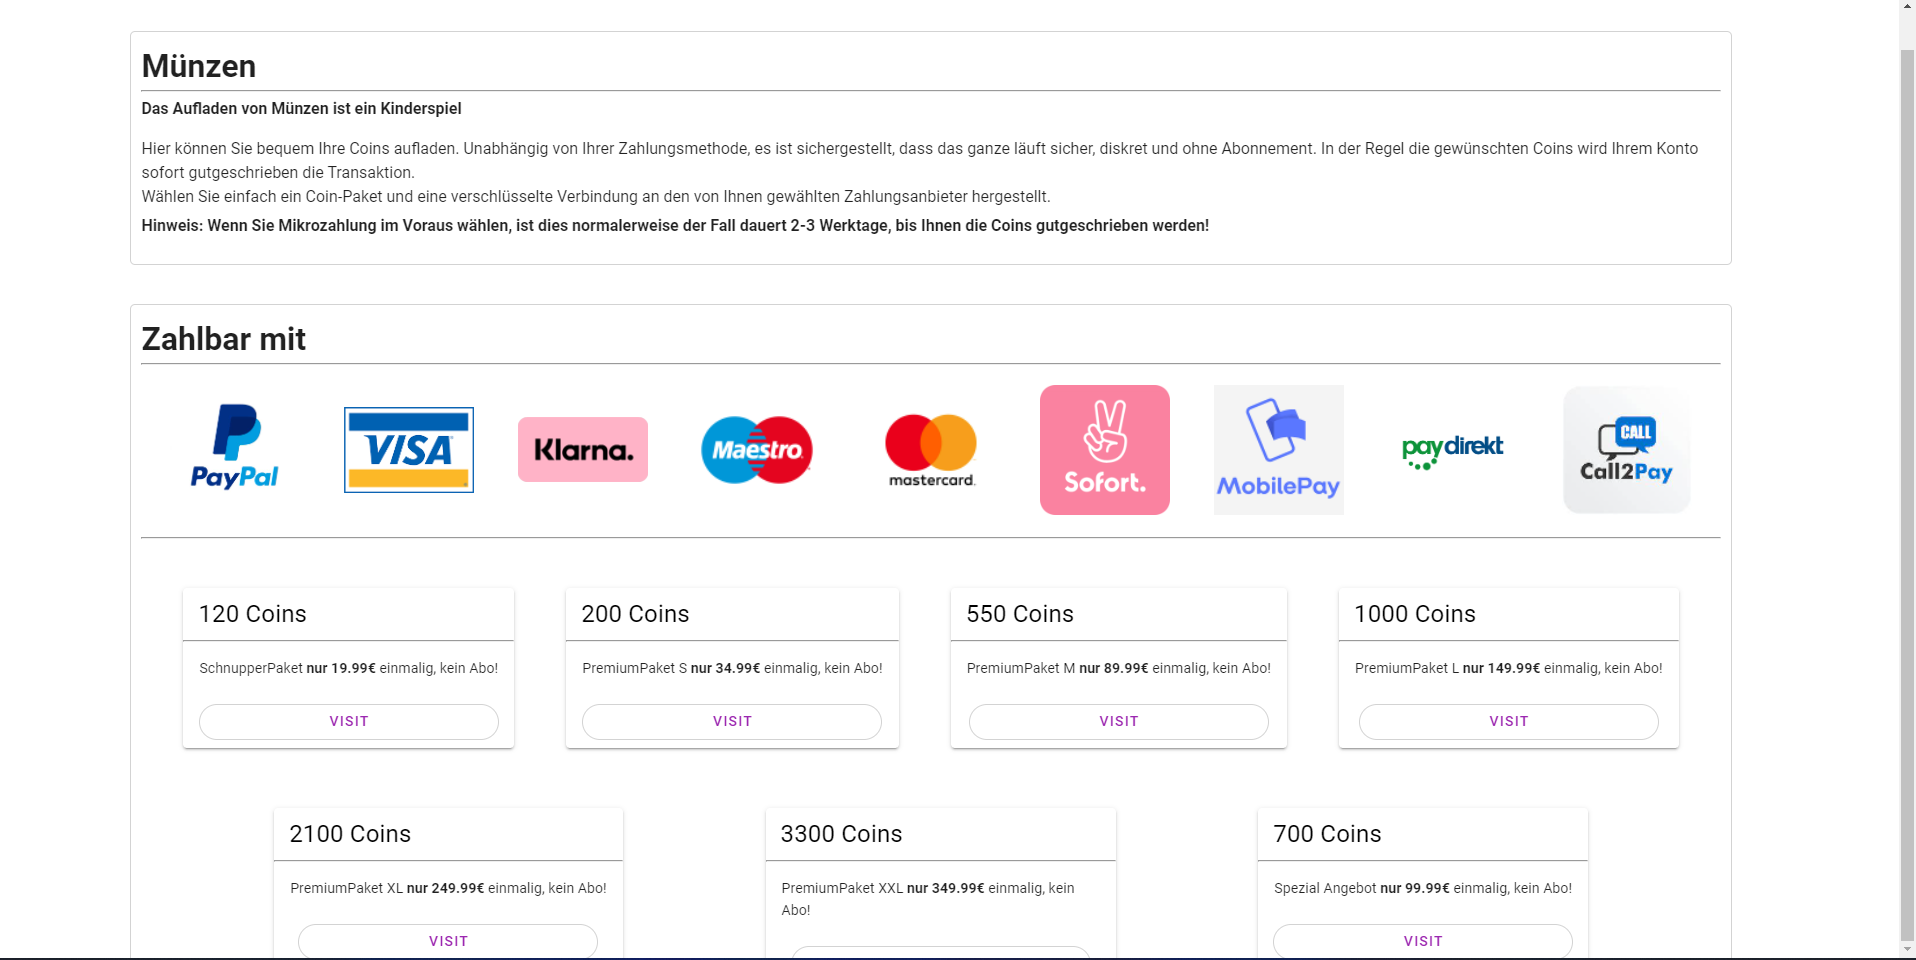 Münzen
Das Aufladen von Münzen ist ein Kinderspiel
Hier können Sie bequem Ihre Coins aufladen. Unabhängig von Ihrer Zahlungsmethode, es ist sichergestellt, dass das ganze läuft sicher, diskret und ohne Abonnement. In der Regel die gewünschten Coins wird Ihrem Konto
sofort gutgeschrieben die Transaktion.
Wählen Sie einfach ein Coin-Paket und eine verschlüsselte Verbindung an den von Ihnen gewählten Zahlungsanbieter hergestellt.
Hinweis: Wenn Sie Mikrozahlung im Voraus wählen, ist dies normalerweise der Fall dauert 2-3 Werktage, bis Ihnen die Coins gutgeschrieben werden!
Zahlbar mit
PayPal
VISA
Klarna.
Maestro
mastercard.
Sofort.
MobilePay
paydirekt
CALL
Call2Pay
120 Coins
SchnupperPaket nur 19.99€ einmalig, kein Abo!
VISIT
200 Coins
PremiumPaket S nur 34.99€ einmalig, kein Abo!
VISIT
550 Coins
PremiumPaket M nur 89.99€ einmalig, kein Abo!
VISIT
1000 Coins
PremiumPaket L nur 149.99€ einmalig, kein Abo!
VISIT
2100 Coins
PremiumPaket XL nur 249.99€ einmalig, kein Abo!
VISIT
3300 Coins
PremiumPaket XXL nur 349.99€ einmalig, kein
Abo!
700 Coins
Spezial Angebot nur 99.99€ einmalig, kein Abo!
VISIT